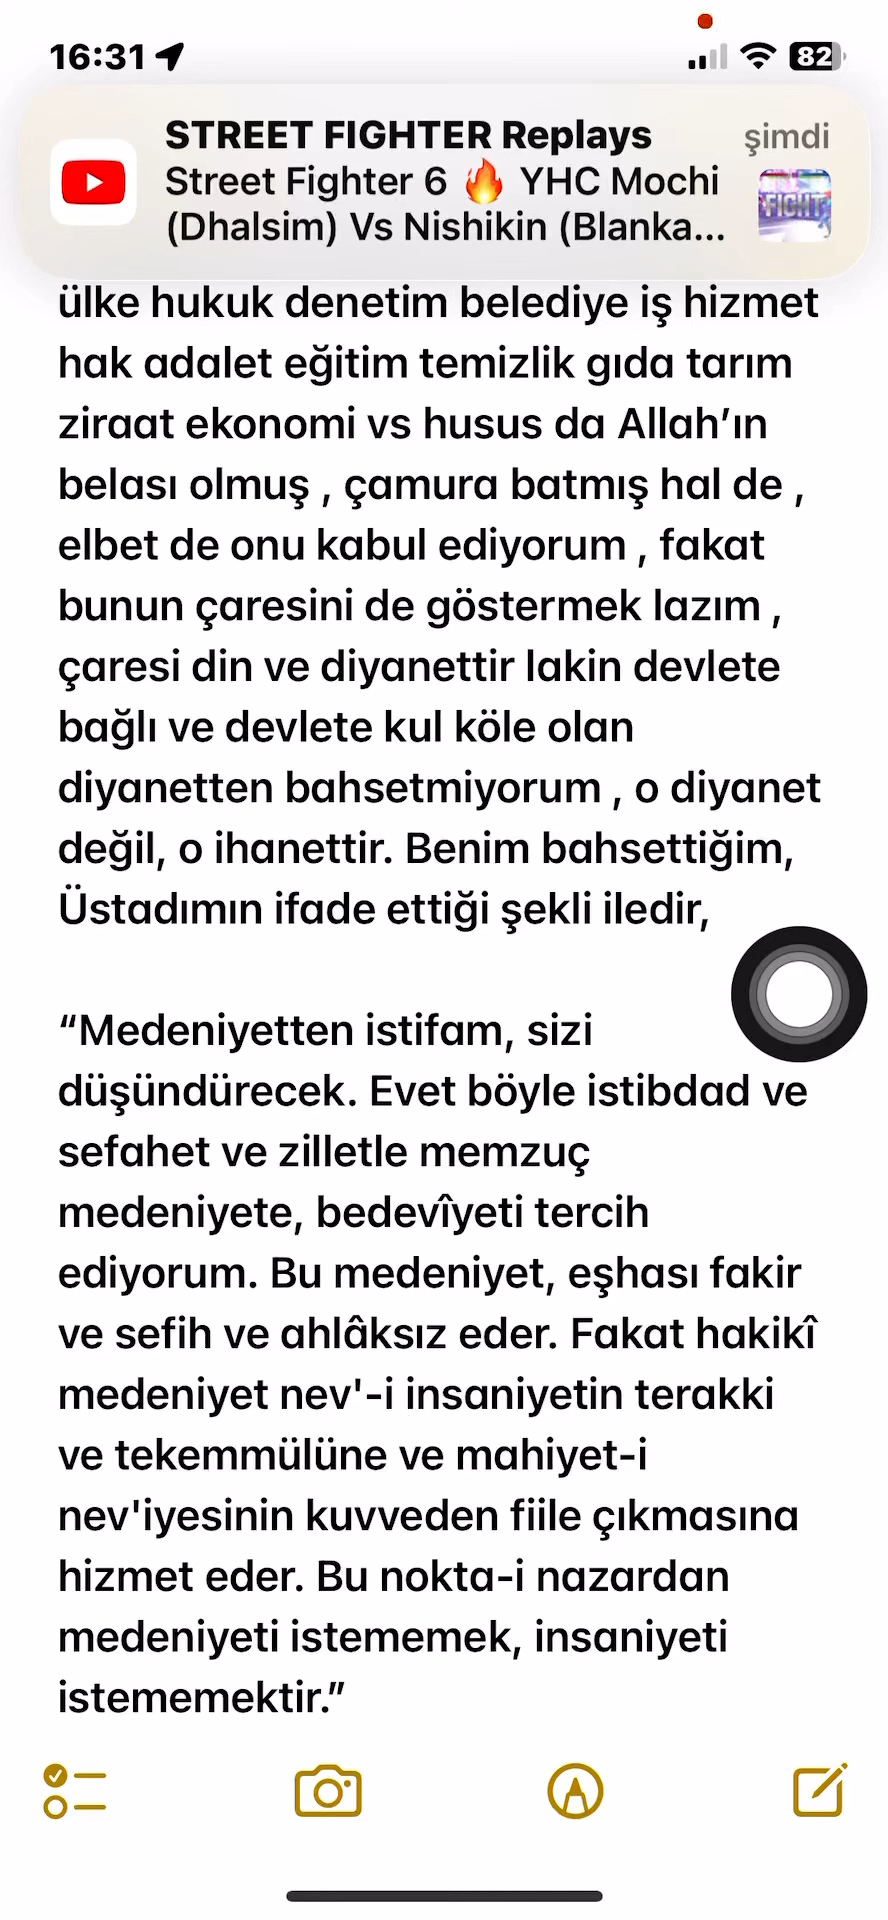 16:31
82
STREET FIGHTER Replays
şimdi
Street Fighter 6 🔥 YHC Mochi
(Dhalsim) Vs Nishikin (Blanka...
FIGHT
ülke hukuk denetim belediye iş hizmet
hak adalet eğitim temizlik gıda tarım
ziraat ekonomi vs husus da Allah’ın
belası olmuş , çamura batmış hal de ,
elbet de onu kabul ediyorum , fakat
bunun çaresini de göstermek lazım ,
çaresi din ve diyanettir lakin devlete
bağlı ve devlete kul köle olan
diyanetten bahsetmiyorum , o diyanet
değil, o ihanettir. Benim bahsettiğim,
Üstadımın ifade ettiği şekli iledir,
“Medeniyetten istifam, sizi
düşündürecek. Evet böyle istibdad ve
sefahet ve zilletle memzuç
medeniyete, bedevîyeti tercih
ediyorum. Bu medeniyet, eşhası fakir
ve sefih ve ahlâksız eder. Fakat hakikî
medeniyet nev'-i insaniyetin terakki
ve tekemmülüne ve mahiyet-i
nev'iyesinin kuvveden fiile çıkmasına
hizmet eder. Bu nokta-i nazardan
medeniyeti istememek, insaniyeti
istememektir.”